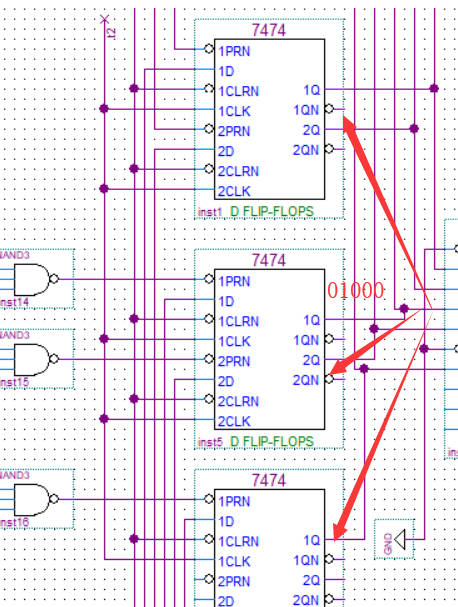 t2
7474
1PRN
1D
1CLRN
1CLK
2PRN
2D
2CLRN
2CLK
1Q
1QN
2Q
2QN
inst1 D FLIP-FLOPS
NAND3
inst14
NAND3
inst15
7474
1PRN
1D
1CLRN
1CLK
2PRN
2D
2CLRN
2CLK
01000
1Q
1QN
2Q
2QN
inst5 D FLIP-FLOPS
NAND3
inst16
7474
1PRN
1D
1CLRN
1CLK
2PRN
2D
1Q
1QN
2Q
2QN
GND
in